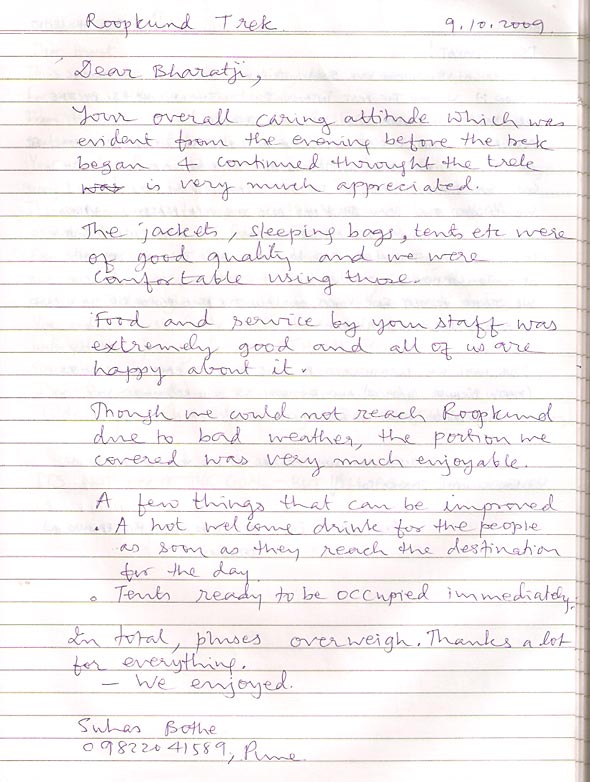 Roopkund Trek. 9.10.2009
Dear Bharatji,
Your overall caring attitude which was
evident from the evening before the trek
began & continued throught the trek
was is very much appreciated.
The jackets, sleeping bags, tents etc were
of good quality and we were
comfortable using those.
Food and service by your staff was
extremely good and all of us are
happy about it.
Though we could not reach Roopkund
due to bad weather, the portion we
covered was very much enjoyable.
A few things that can be improved
. A hot welcome drink for the people
as soon as they reach the destination
for the day.
. Tents ready to be occupied immediately.
In total, plusses overweigh. Thanks a lot
for everything.
— We enjoyed.
Suhas Bothe
09822041589, Pune.